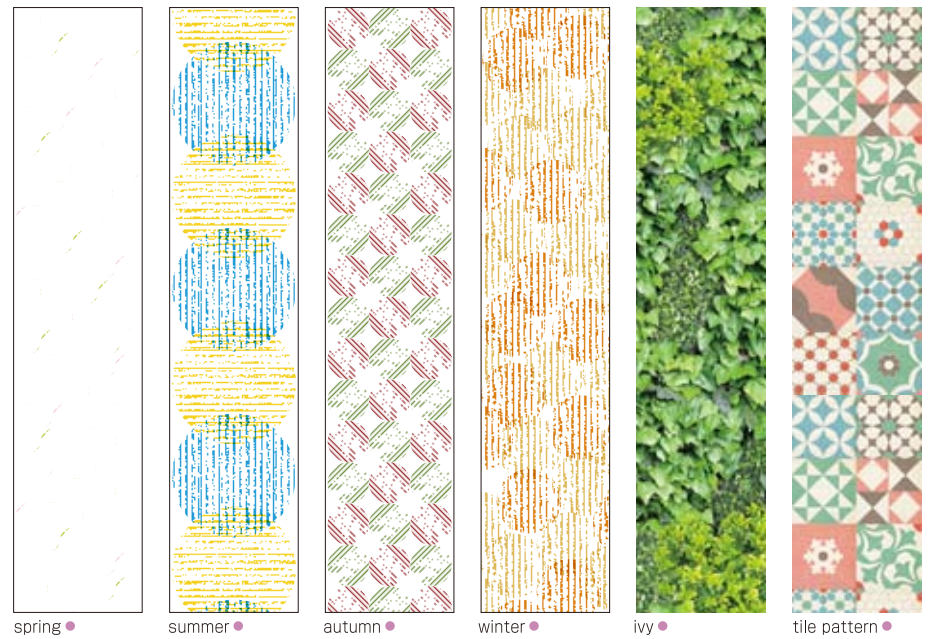 spring
summer
autumn
winter
ivy
tile pattern